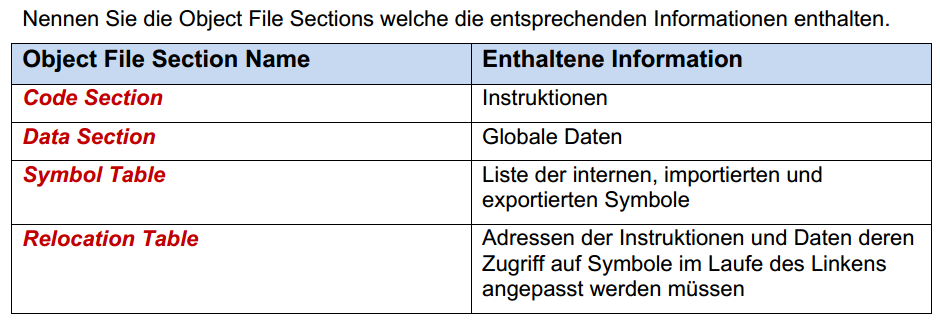 Nennen Sie die Object File Sections welche die entsprechenden Informationen enthalten.
Object File Section Name
Enthaltene Information
Code Section
Instruktionen
Data Section
Globale Daten
Symbol Table
Liste der internen, importierten und
exportierten Symbole
Relocation Table
Adressen der Instruktionen und Daten deren
Zugriff auf Symbole im Laufe des Linkens
angepasst werden müssen